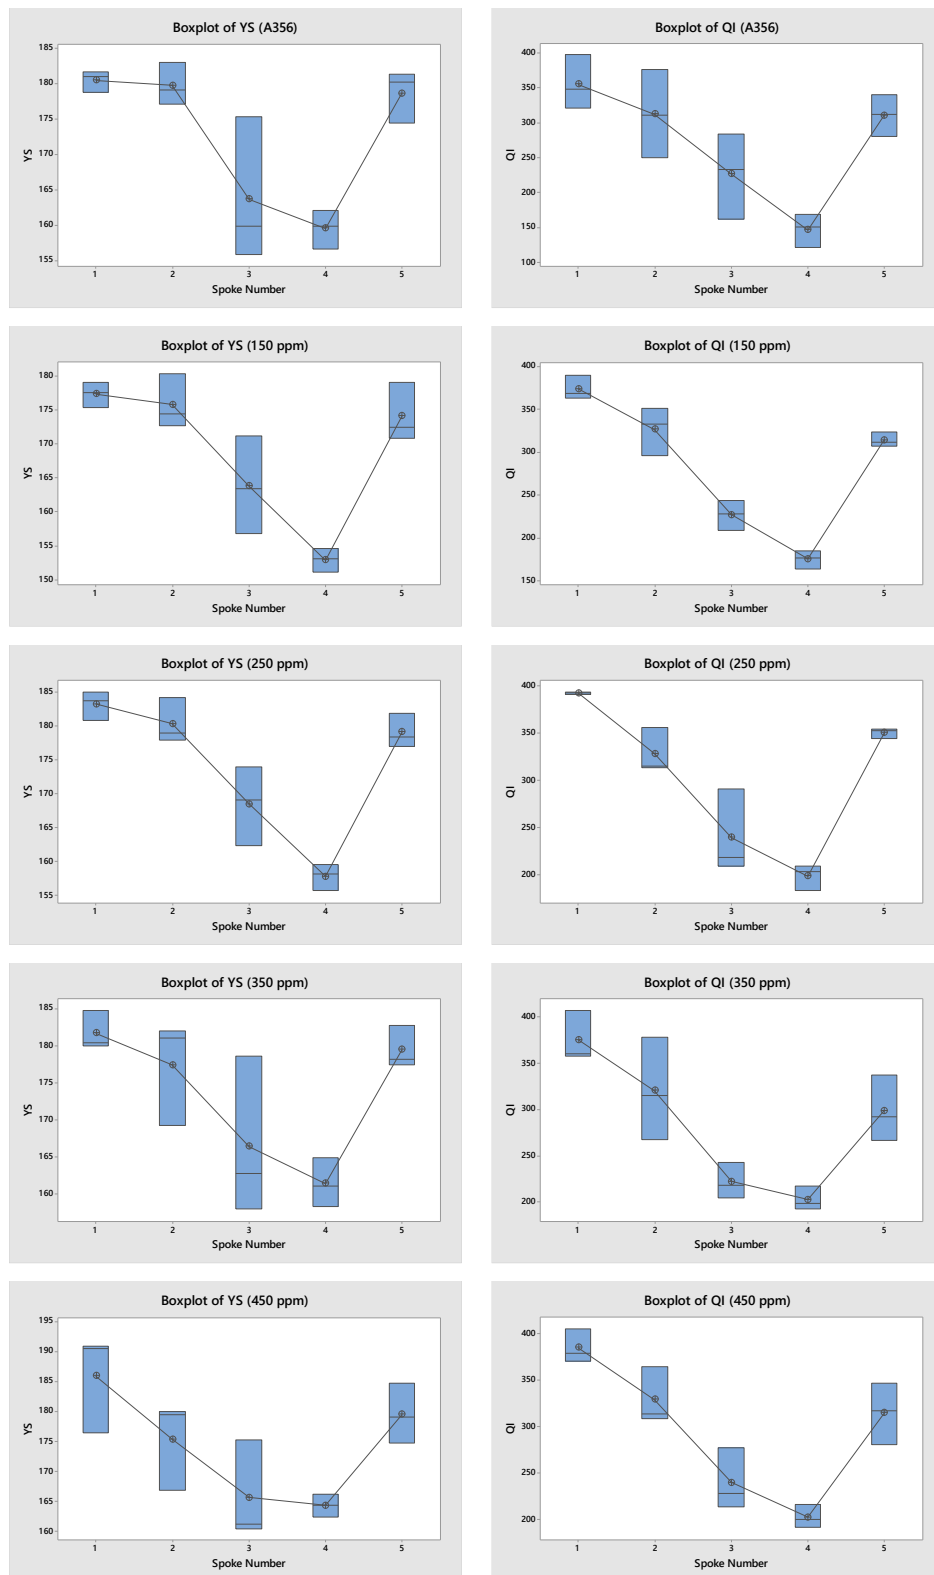 Boxplot of YS (A356)
185
180
175
170
165
160
155
YS
1 2 3 4 5
Spoke Number
Boxplot of QI (A356)
400
350
300
250
200
150
100
QI
1 2 3 4 5
Spoke Number
Boxplot of YS (150 ppm)
180
175
170
165
160
155
150
YS
1 2 3 4 5
Spoke Number
Boxplot of QI (150 ppm)
400
350
300
250
200
150
QI
1 2 3 4 5
Spoke Number
Boxplot of YS (250 ppm)
185
180
175
170
165
160
155
YS
1 2 3 4 5
Spoke Number
Boxplot of QI (250 ppm)
400
350
300
250
200
QI
1 2 3 4 5
Spoke Number
Boxplot of YS (350 ppm)
185
180
175
170
165
160
YS
1 2 3 4 5
Spoke Number
Boxplot of QI (350 ppm)
400
350
300
250
200
QI
1 2 3 4 5
Spoke Number
Boxplot of YS (450 ppm)
195
190
185
180
175
170
165
160
YS
1 2 3 4 5
Spoke Number
Boxplot of QI (450 ppm)
400
350
300
250
200
QI
1 2 3 4 5
Spoke Number